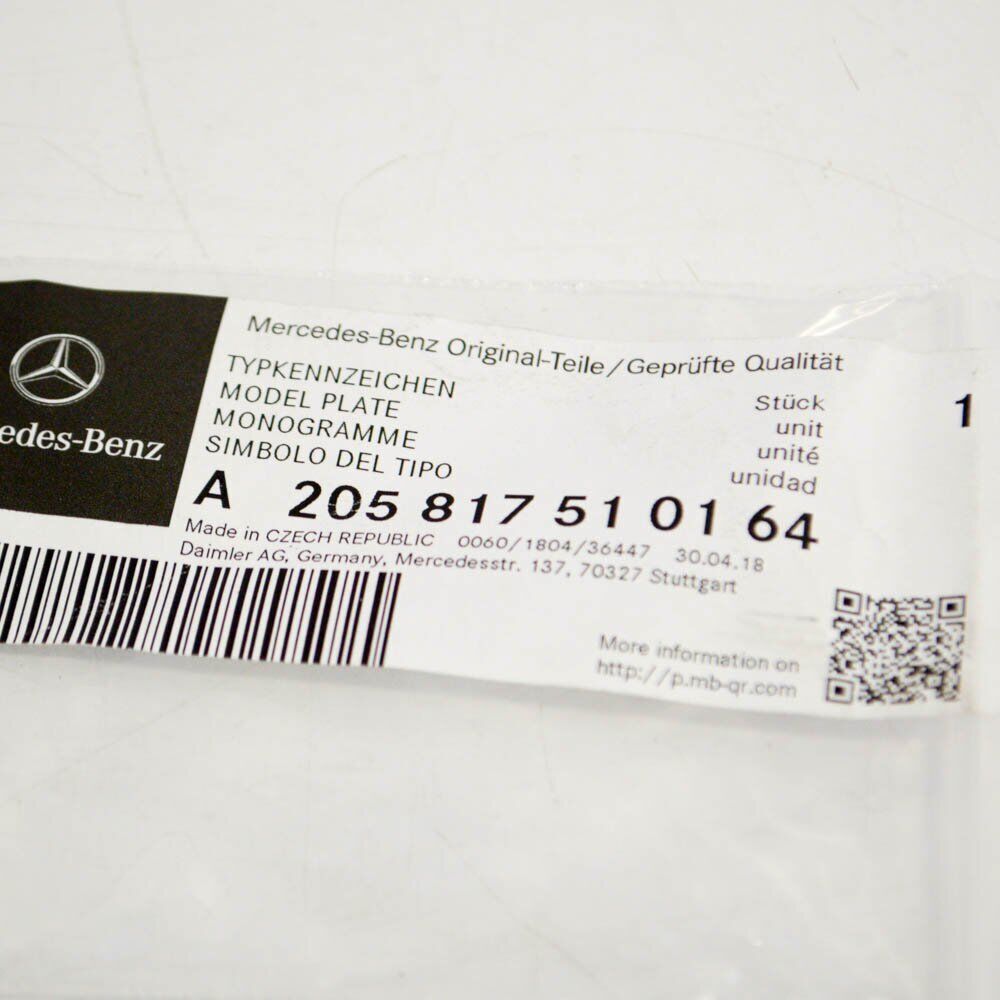 edes-Benz
Mercedes-Benz Original-Teile/Geprüfte Qualität
TYPKENNZEICHEN
MODEL PLATE
MONOGRAMME
SIMBOLO DEL TIPO
Stück
unit
unité
unidad
1
A 205 817 51 0 01 64
Made in CZECH REPUBLIC 0060/1804/36447 30.04.18
Daimler AG, Germany, Mercedesstr. 137, 70327 Stuttgart
More information on
http://p.mb-qr.com